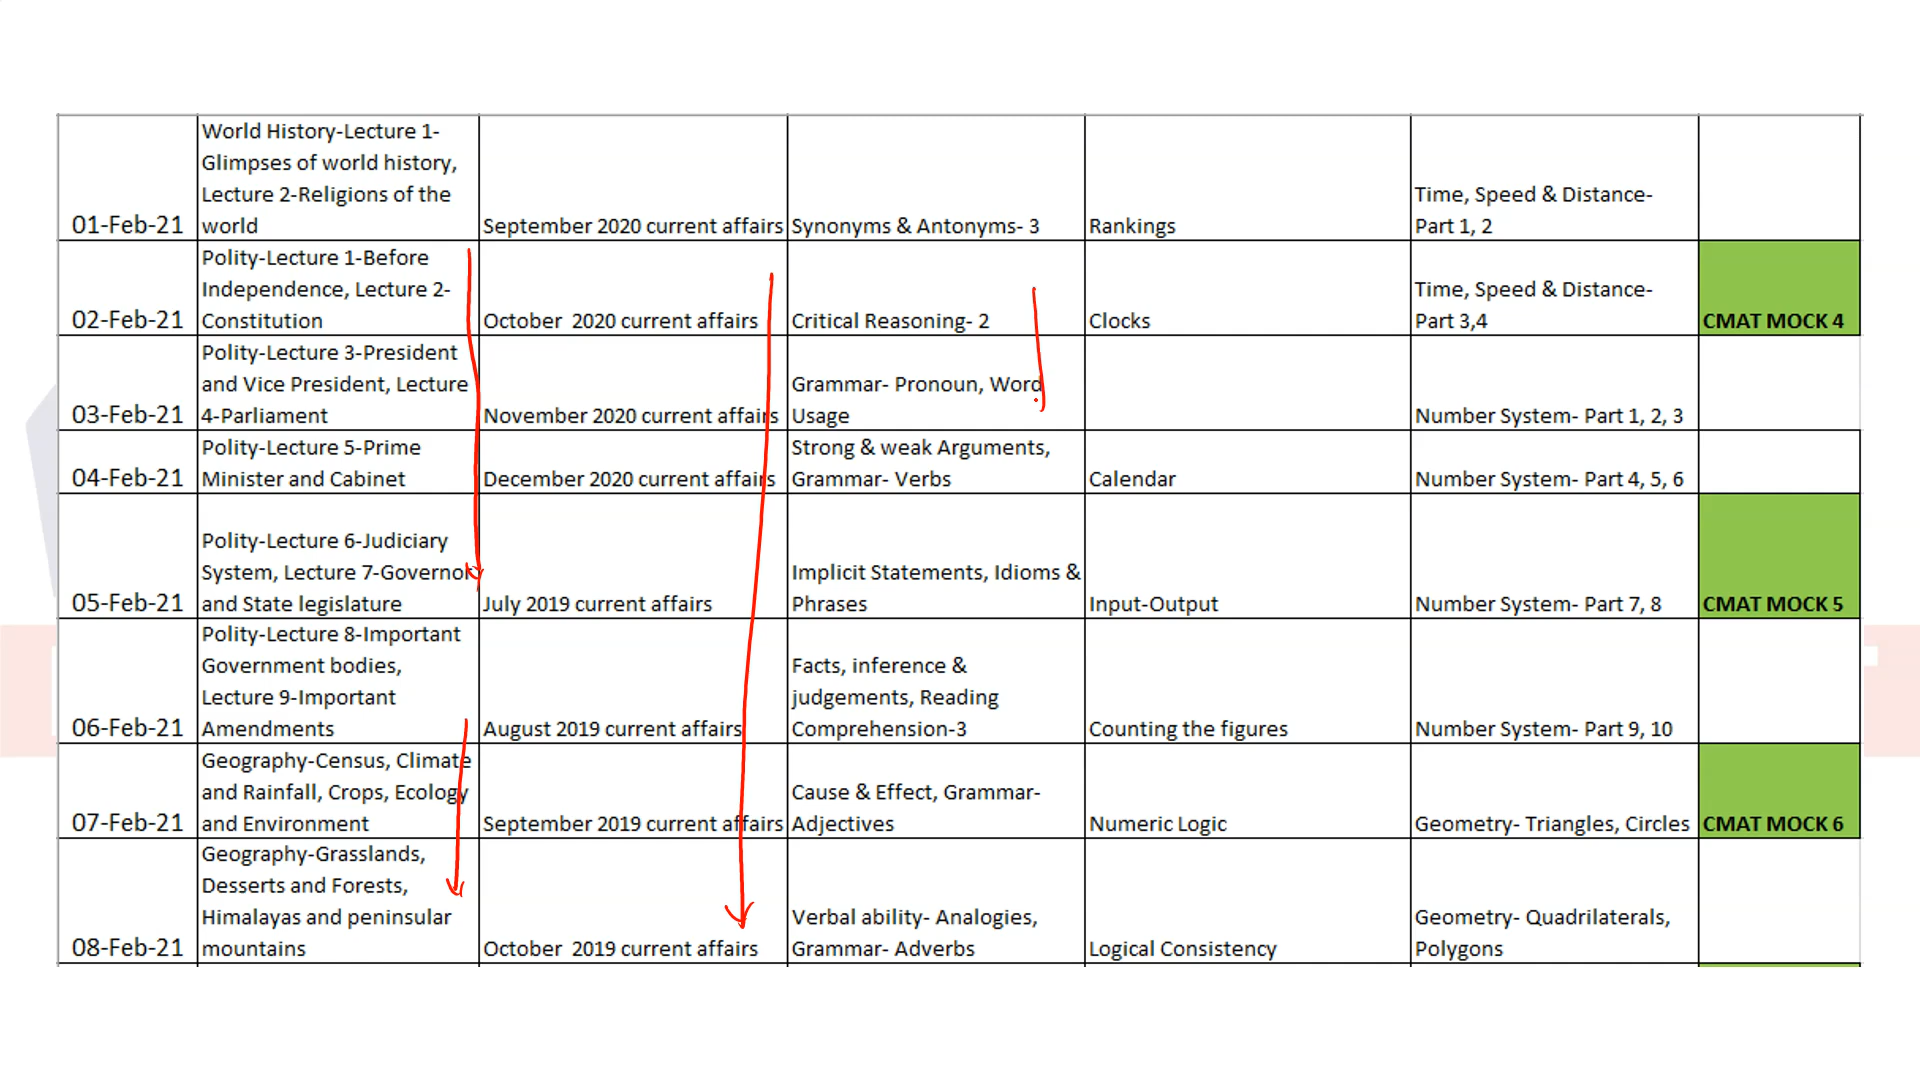 World History-Lecture 1-
Glimpses of world history,
Lecture 2-Religions of the
01-Feb-21 world September 2020 current affairs Synonyms & Antonyms- 3 Rankings Time, Speed & Distance-
Part 1, 2
Polity-Lecture 1-Before
Independence, Lecture 2-
02-Feb-21 Constitution October  2020 current affairs Critical Reasoning- 2 Clocks Time, Speed & Distance-
Part 3,4 CMAT MOCK 4
Polity-Lecture 3-President
and Vice President, Lecture
03-Feb-21 4-Parliament November 2020 current affairs Grammar- Pronoun, Word
Usage Number System- Part 1, 2, 3
Polity-Lecture 5-Prime
04-Feb-21 Minister and Cabinet December 2020 current affairs Strong & weak Arguments,
Grammar- Verbs Calendar Number System- Part 4, 5, 6
Polity-Lecture 6-Judiciary
System, Lecture 7-Governor
05-Feb-21 and State legislature July 2019 current affairs Implicit Statements, Idioms &
Phrases Input-Output Number System- Part 7, 8 CMAT MOCK 5
Polity-Lecture 8-Important
Government bodies,
Lecture 9-Important
06-Feb-21 Amendments August 2019 current affairs Facts, inference &
judgements, Reading
Comprehension-3 Counting the figures Number System- Part 9, 10
Geography-Census, Climate
and Rainfall, Crops, Ecology
07-Feb-21 and Environment September 2019 current affairs Cause & Effect, Grammar-
Adjectives Numeric Logic Geometry- Triangles, Circles CMAT MOCK 6
Geography-Grasslands,
Desserts and Forests,
Himalayas and peninsular
08-Feb-21 mountains October  2019 current affairs Verbal ability- Analogies,
Grammar- Adverbs Logical Consistency Geometry- Quadrilaterals,
Polygons